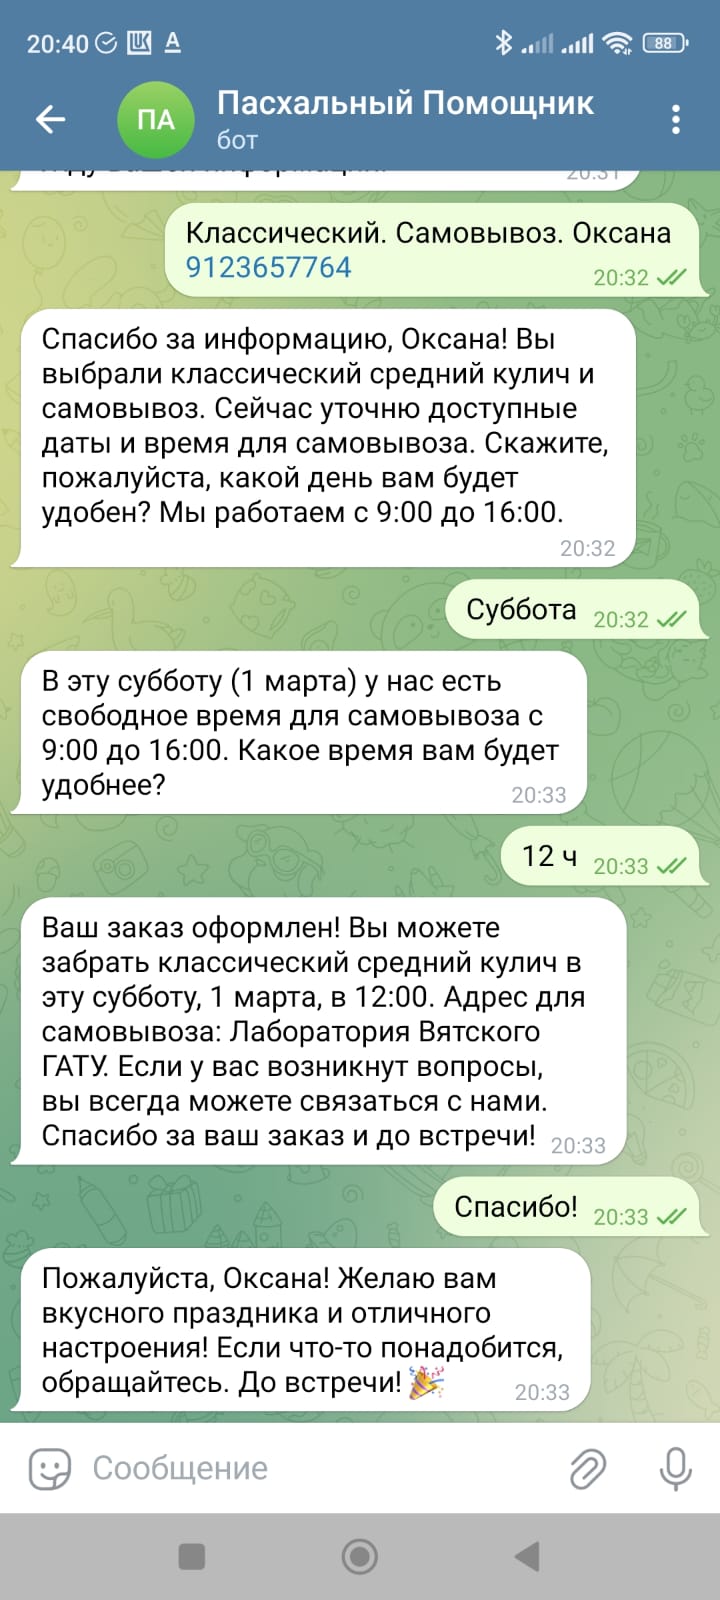 20:40
88
ПА
Пасхальный Помощник
бот
20:31
Классический. Самовывоз. Оксана
9123657764
20:32
Спасибо за информацию, Оксана! Вы
выбрали классический средний кулич и
самовывоз. Сейчас уточню доступные
даты и время для самовывоза. Скажите,
пожалуйста, какой день вам будет
удобен? Мы работаем с 9:00 до 16:00.
20:32
Суббота 20:32
В эту субботу (1 марта) у нас есть
свободное время для самовывоза с
9:00 до 16:00. Какое время вам будет
удобнее?
20:33
12 ч 20:33
Ваш заказ оформлен! Вы можете
забрать классический средний кулич в
эту субботу, 1 марта, в 12:00. Адрес для
самовывоза: Лаборатория Вятского
ГАТУ. Если у вас возникнут вопросы,
вы всегда можете связаться с нами.
Спасибо за ваш заказ и до встречи! 20:33
Спасибо! 20:33
Пожалуйста, Оксана! Желаю вам
вкусного праздника и отличного
настроения! Если что-то понадобится,
обращайтесь. До встречи!🎉 20:33
Сообщение